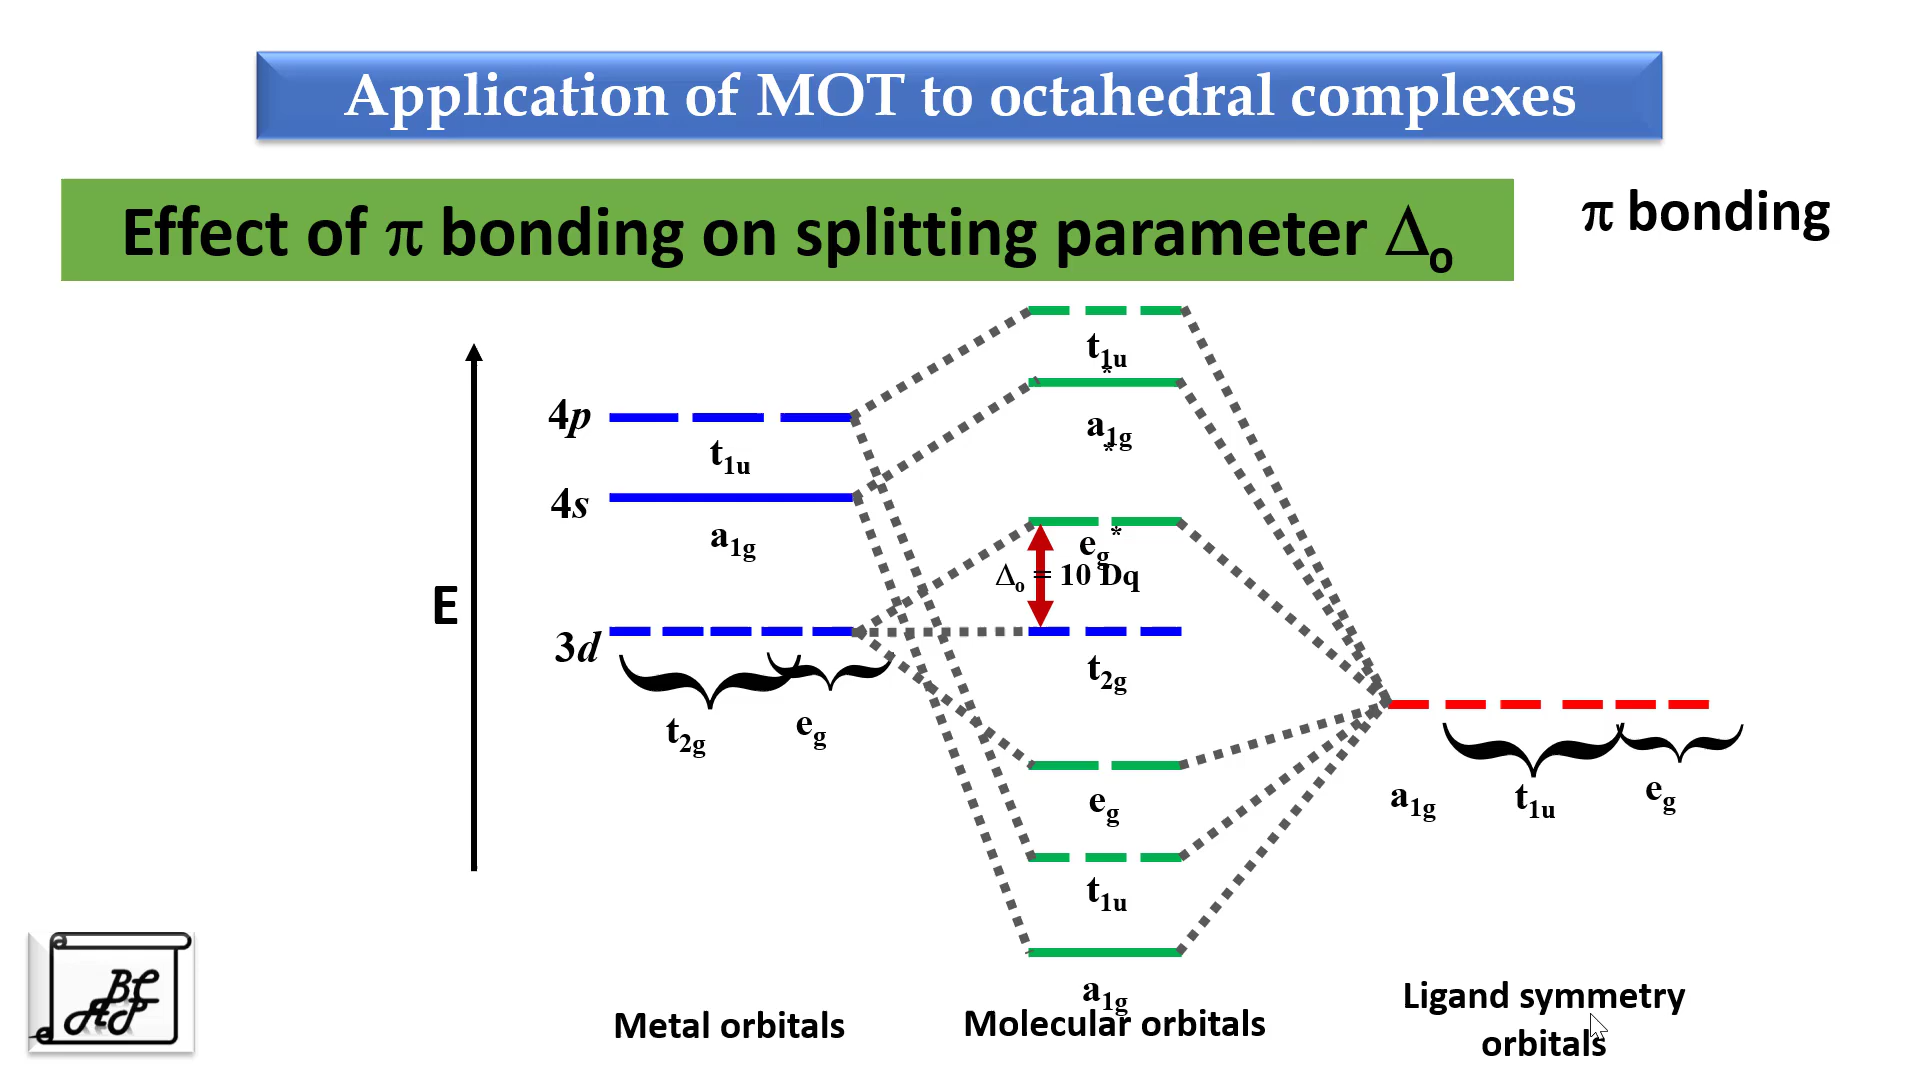 Application of MOT to octahedral complexes
Effect of π bonding on splitting parameter Δo
π bonding
t1u*
4p
t1u
a1g*
4s
a1g
eg*
Δo = 10 Dq
E
3d
t2g
t2g
eg
eg
a1g
t1u
eg
t1u
a1g
Metal orbitals
Molecular orbitals
Ligand symmetry
orbitals